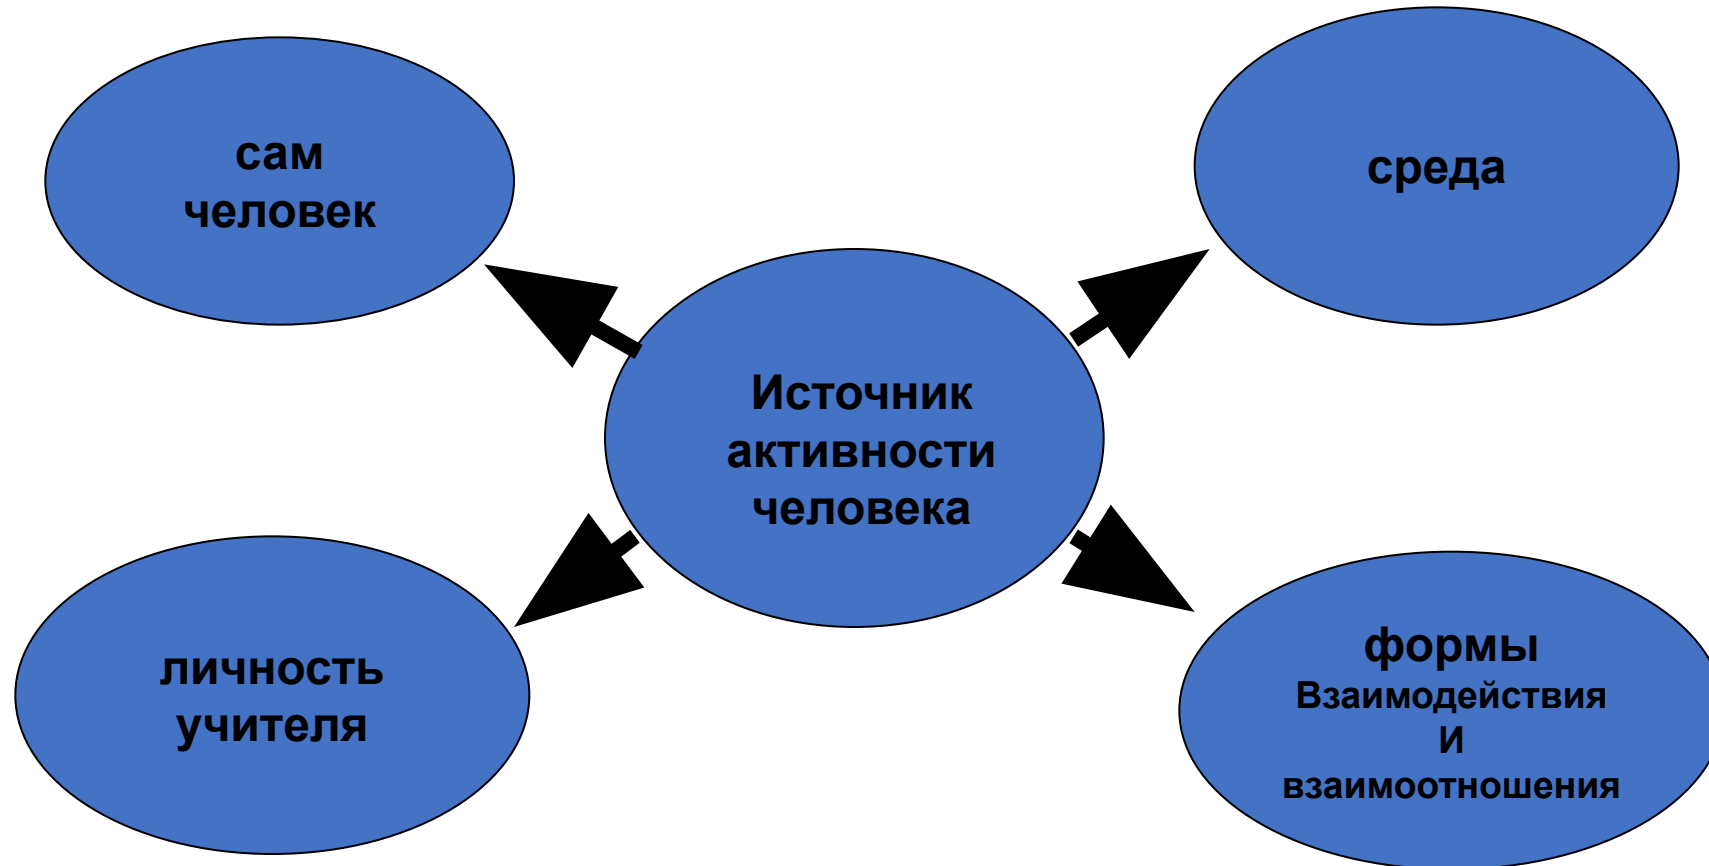 сам
человек
среда
Источник
активности
человека
личность
учителя
формы
Взаимодействия
И
взаимоотношения